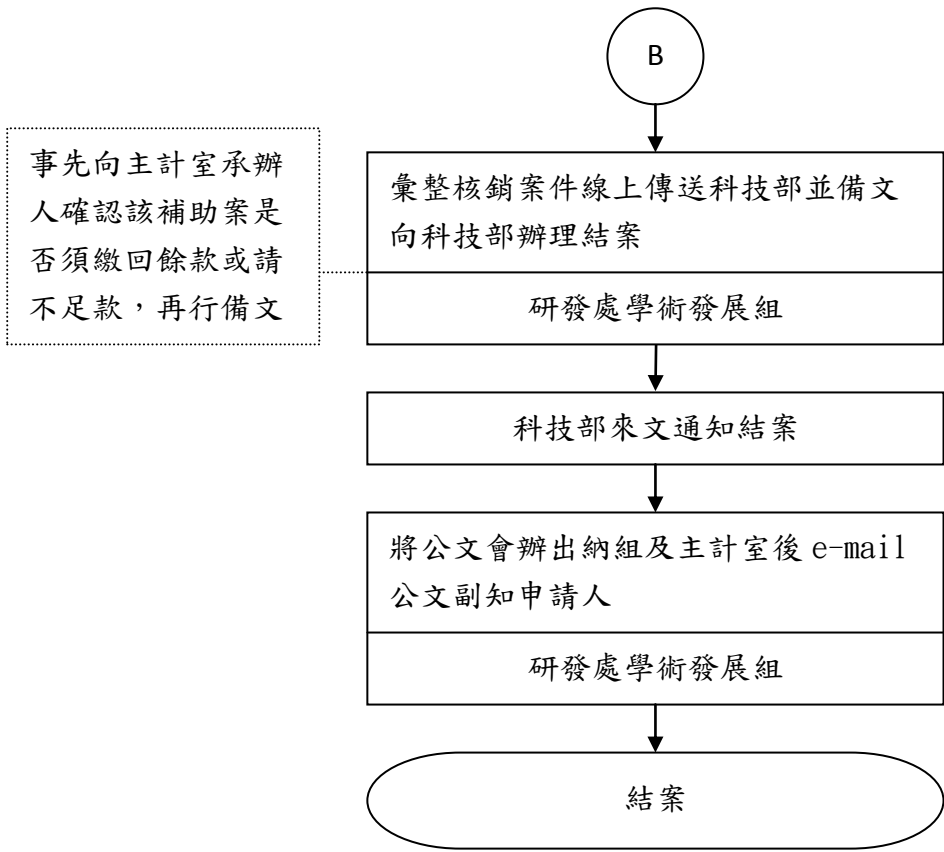 B
事先向主計室承辦
人確認該補助案是
否須繳回餘款或請
不足款，再行備文
彙整核銷案件線上傳送科技部並備文
向科技部辦理結案
研發處學術發展組
科技部來文通知結案
將公文會辦出納組及主計室後 e-mail
公文副知申請人
研發處學術發展組
結案